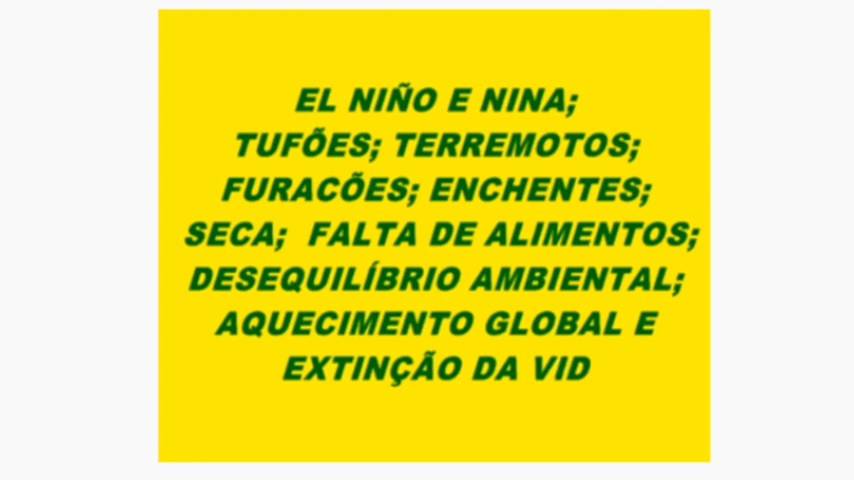 EL NIÑO E NINA;
TUFÕES; TERREMOTOS;
FURACÕES; ENCHENTES;
SECA; FALTA DE ALIMENTOS;
DESEQUILÍBRIO AMBIENTAL;
AQUECIMENTO GLOBAL E
EXTINÇÃO DA VID